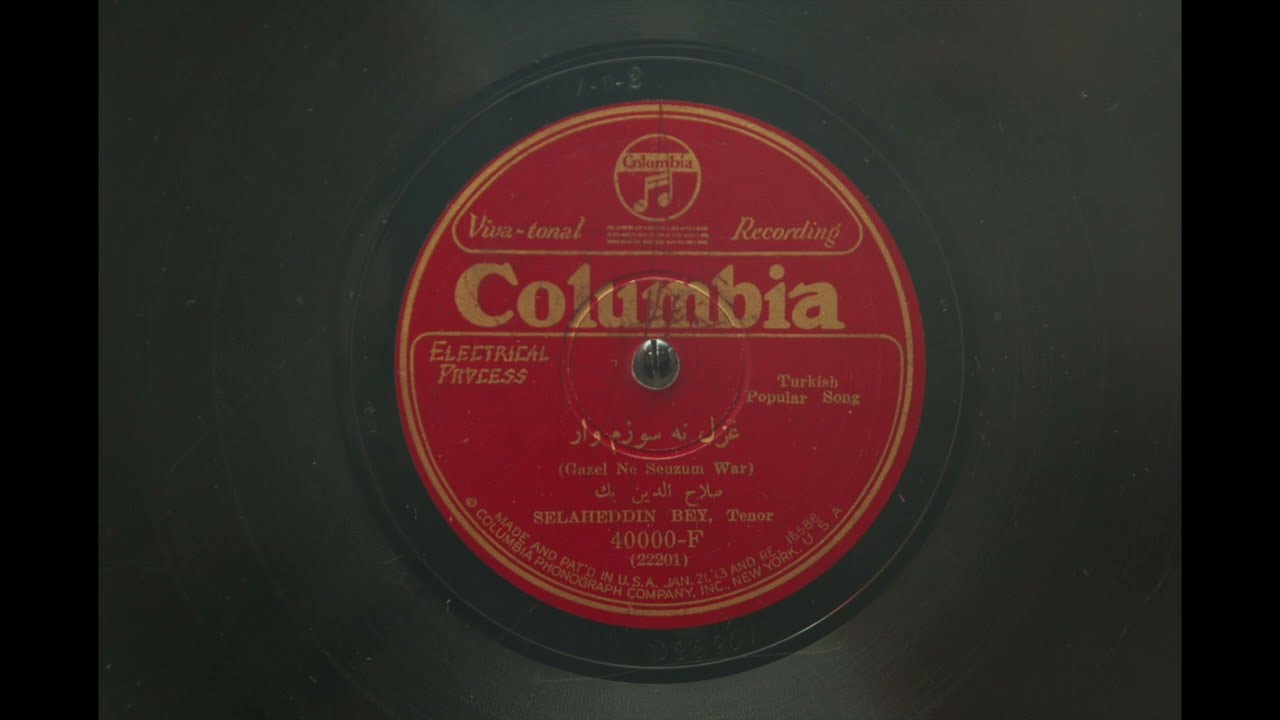 1-B-8
Columbia
Viva-tonal Recording
Columbia
ELECTRICAL
PROCESS
Turkish
Popular Song
غزل نه سوزم وار
(Gazel Ne Seuzum War)
صلاح الدين بك
SELAHEDDIN BEY, Tenor
40000-F
(22201)
MADE AND PAT'D IN U.S.A. JAN. 21,'13 AND RE. 16588
© COLUMBIA PHONOGRAPH COMPANY, INC., NEW YORK. U S A